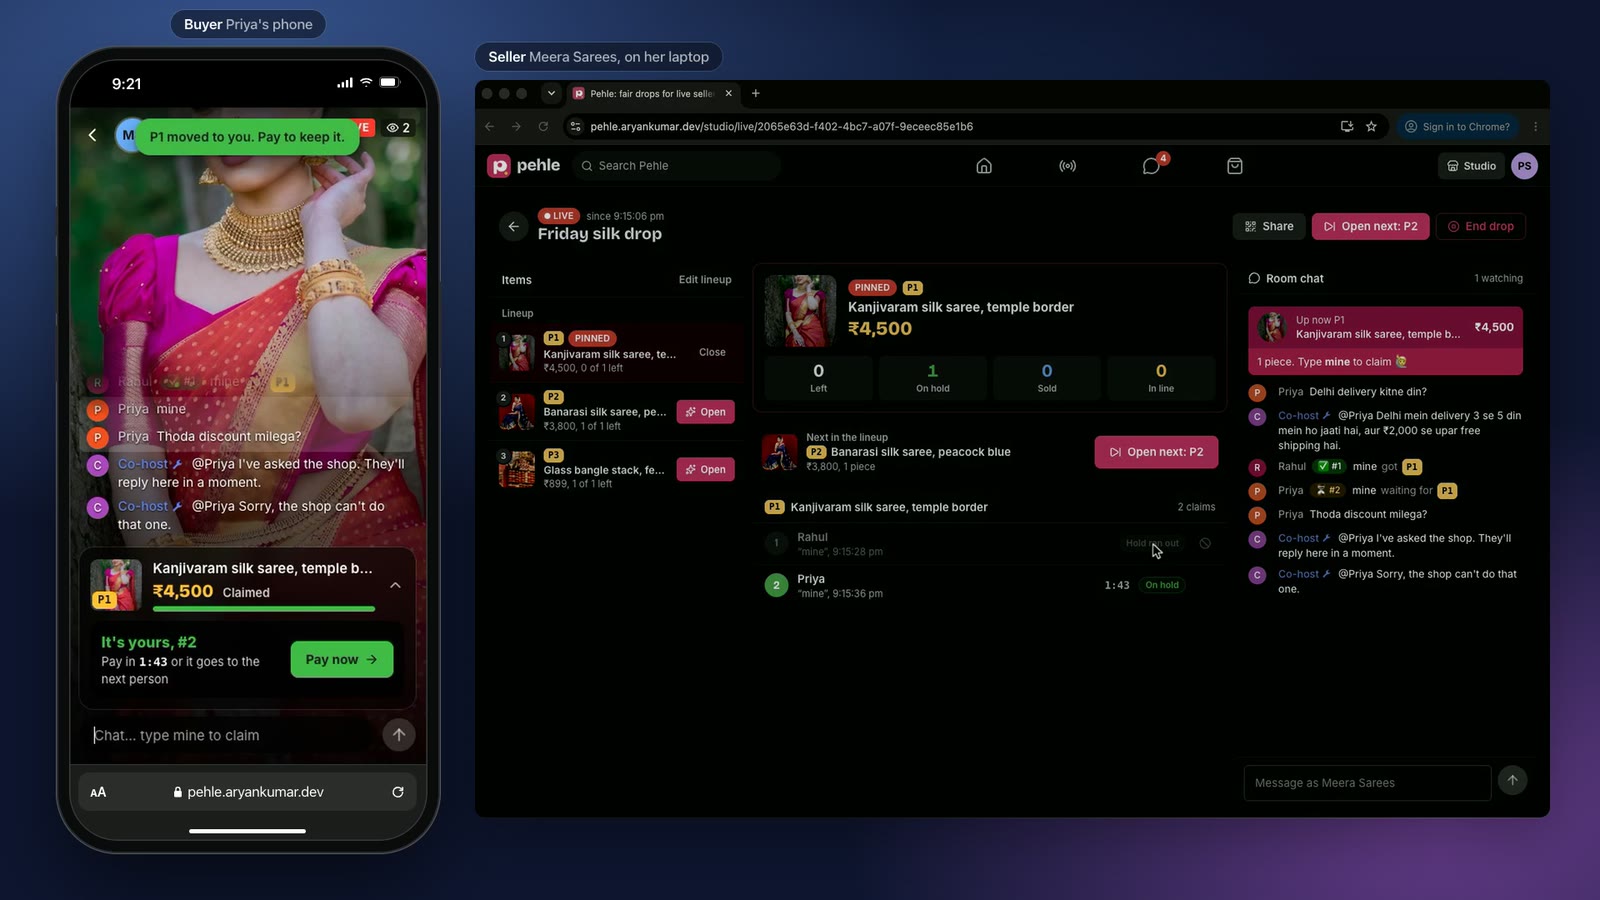 Buyer Priya's phone
9:21
M
P1 moved to you. Pay to keep it.
VE
2
Rahul #1 mine got P1
P Priya mine
P Priya Thoda discount milega?
C Co-host @Priya I've asked the shop. They'll
reply here in a moment.
C Co-host @Priya Sorry, the shop can't do
that one.
P1
Kanjivaram silk saree, temple b...
₹4,500 Claimed
It's yours, #2
Pay in 1:43 or it goes to the
next person
Pay now
Chat... type mine to claim
AA pehle.aryankumar.dev
Seller Meera Sarees, on her laptop
Pehle: fair drops for live selle
pehle.aryankumar.dev/studio/live/2065e63d-f402-4bc7-a07f-9eceec85e1b6
Sign in to Chrome?
p pehle
Search Pehle
4
Studio
PS
LIVE since 9:15:06 pm
Friday silk drop
Share
Open next: P2
End drop
Items
Edit lineup
Lineup
1
P1 PINNED
Kanjivaram silk saree, te...
₹4,500, 0 of 1 left
Close
2
P2
Banarasi silk saree, pe...
₹3,800, 1 of 1 left
Open
3
P3
Glass bangle stack, fe...
₹899, 1 of 1 left
Open
PINNED P1
Kanjivaram silk saree, temple border
₹4,500
0
Left
1
On hold
0
Sold
0
In line
Next in the lineup
P2 Banarasi silk saree, peacock blue
₹3,800, 1 piece
Open next: P2
P1 Kanjivaram silk saree, temple border
2 claims
1
Rahul
"mine", 9:15:28 pm
2
Priya
"mine", 9:15:36 pm
1:43 On hold
Room chat
1 watching
Up now P1
Kanjivaram silk saree, temple b...
₹4,500
1 piece. Type mine to claim
P Priya Delhi delivery kitne din?
C Co-host @Priya Delhi mein delivery 3 se 5 din
mein ho jaati hai, aur ₹2,000 se upar free
shipping hai.
R Rahul #1 mine got P1
P Priya #2 mine waiting for P1
P Priya Thoda discount milega?
C Co-host @Priya I've asked the shop. They'll
reply here in a moment.
C Co-host @Priya Sorry, the shop can't do that
one.
Message as Meera Sarees